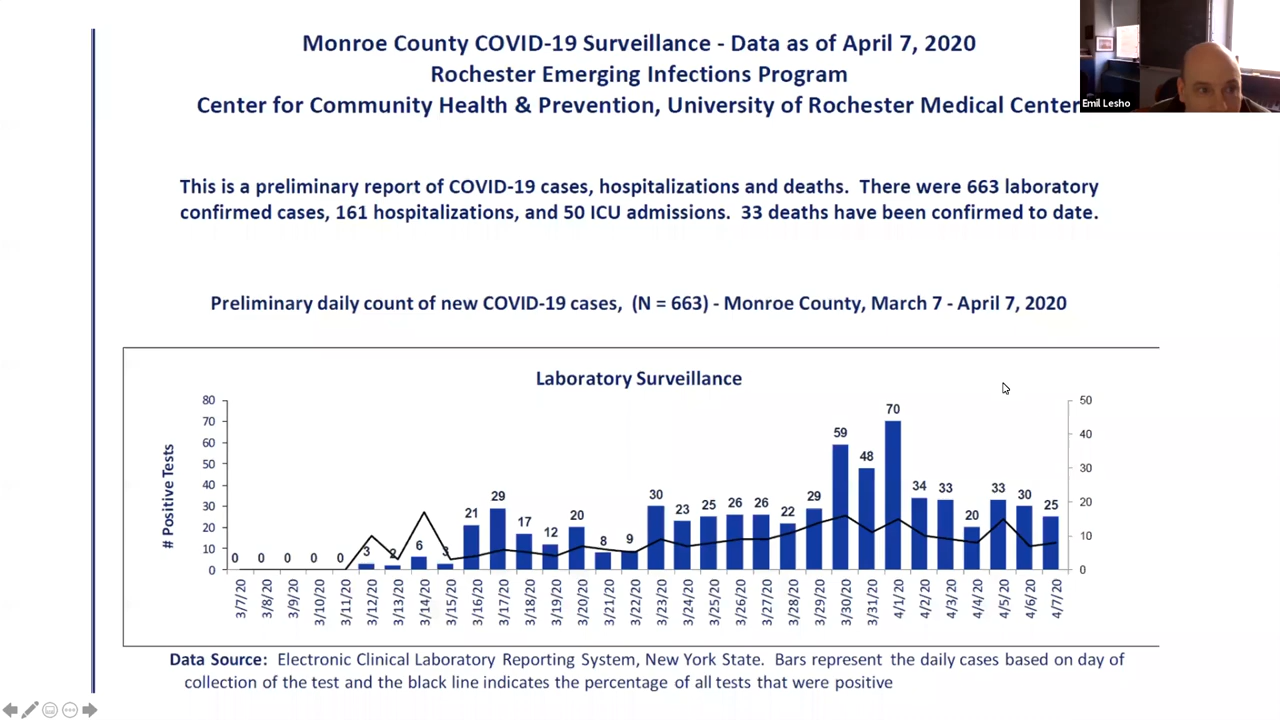 Monroe County COVID-19 Surveillance - Data as of April 7, 2020
Rochester Emerging Infections Program
Center for Community Health & Prevention, University of Rochester Medical Center
Emil Lesho
This is a preliminary report of COVID-19 cases, hospitalizations and deaths. There were 663 laboratory
confirmed cases, 161 hospitalizations, and 50 ICU admissions. 33 deaths have been confirmed to date.
Preliminary daily count of new COVID-19 cases, (N = 663) - Monroe County, March 7 - April 7, 2020
Laboratory Surveillance
# Positive Tests
80
70
60
50
40
30
20
10
0
0 0 0 0 0 3 2 6 3 21 29 17 12 20 8 9 30 23 25 26 26 22 29 59 48 70 34 33 20 33 30 25
50
40
30
20
10
0
3/7/20 3/8/20 3/9/20 3/10/20 3/11/20 3/12/20 3/13/20 3/14/20 3/15/20 3/16/20 3/17/20 3/18/20 3/19/20 3/20/20 3/21/20 3/22/20 3/23/20 3/24/20 3/25/20 3/26/20 3/27/20 3/28/20 3/29/20 3/30/20 3/31/20 4/1/20 4/2/20 4/3/20 4/4/20 4/5/20 4/6/20 4/7/20
Data Source: Electronic Clinical Laboratory Reporting System, New York State. Bars represent the daily cases based on day of
collection of the test and the black line indicates the percentage of all tests that were positive